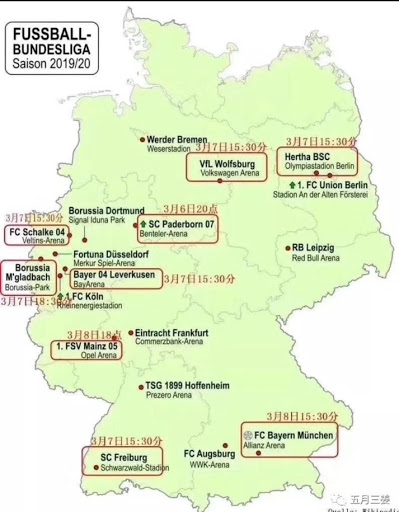 FUSSBALL-
BUNDESLIGA
Saison 2019/20
Werder Bremen
Weserstadion
3月7日15:30分
VfL Wolfsburg
Volkswagen Arena
3月7日15:30分
Hertha BSC
Olympiastadion Berlin
1. FC Union Berlin
Stadion An der Alten Försterei
3月7日15:30分
FC Schalke 04
Veltins-Arena
Borussia Dortmund
Signal Iduna Park
3月6日20点
SC Paderborn 07
Benteler-Arena
Fortuna Düsseldorf
Merkur Spiel-Arena
Borussia
M'gladbach
Borussia-Park
3月7日18:30分
Bayer 04 Leverkusen
BayArena
3月7日15:30分
1.FC Köln
RheinEnergieStadion
RB Leipzig
Red Bull Arena
3月8日18点
1. FSV Mainz 05
Opel Arena
Eintracht Frankfurt
Commerzbank-Arena
TSG 1899 Hoffenheim
Prezero Arena
3月8日15:30分
FC Bayern München
Allianz Arena
3月7日15:30分
SC Freiburg
Schwarzwald-Stadion
FC Augsburg
WWK-Arena
五月三姜
Quelle: Wikipedia